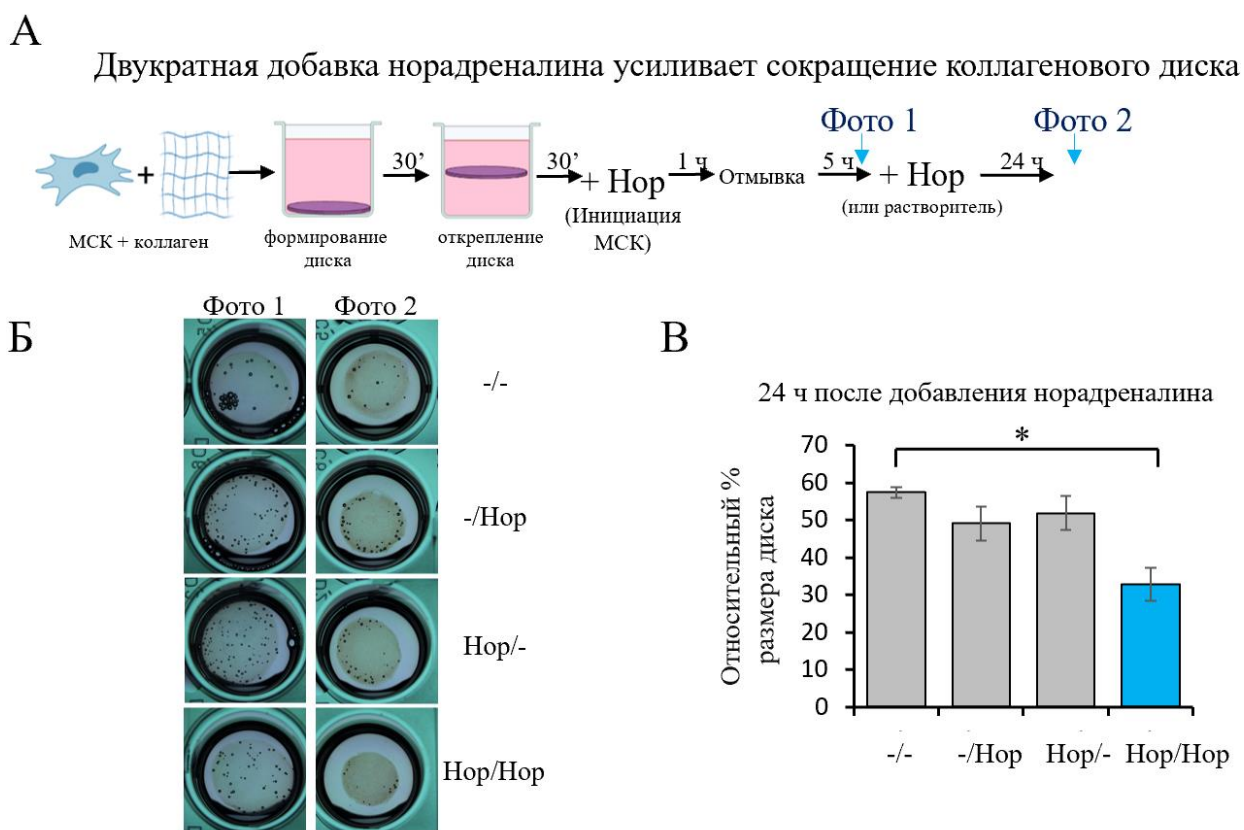 А
Двукратная добавка норадреналина усиливает сокращение коллагенового диска
Фото 1
Фото 2
+
30’
30’
+ Нор
1 ч
Отмывка
5 ч
+ Нор
24 ч
(Инициация
МСК)
(или растворитель)
МСК + коллаген
формирование
диска
открепление
диска
Б
Фото 1
Фото 2
-/-
-/Нор
Нор/-
Нор/Нор
В
24 ч после добавления норадреналина
Относительный %
размера диска
70
60
50
40
30
20
10
0
*
-/-
-/Нор
Нор/-
Нор/Нор